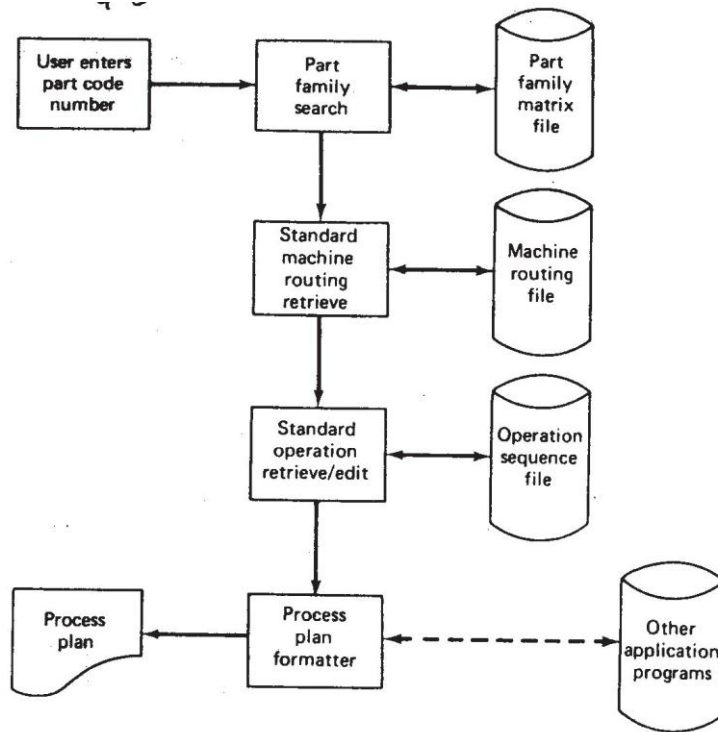 User enters
part code
number
Part
family
search
Part
family
matrix
file
Standard
machine
routing
retrieve
Machine
routing
file
Standard
operation
retrieve/edit
Operation
sequence
file
Process
plan
Process
plan
formatter
Other
application
programs